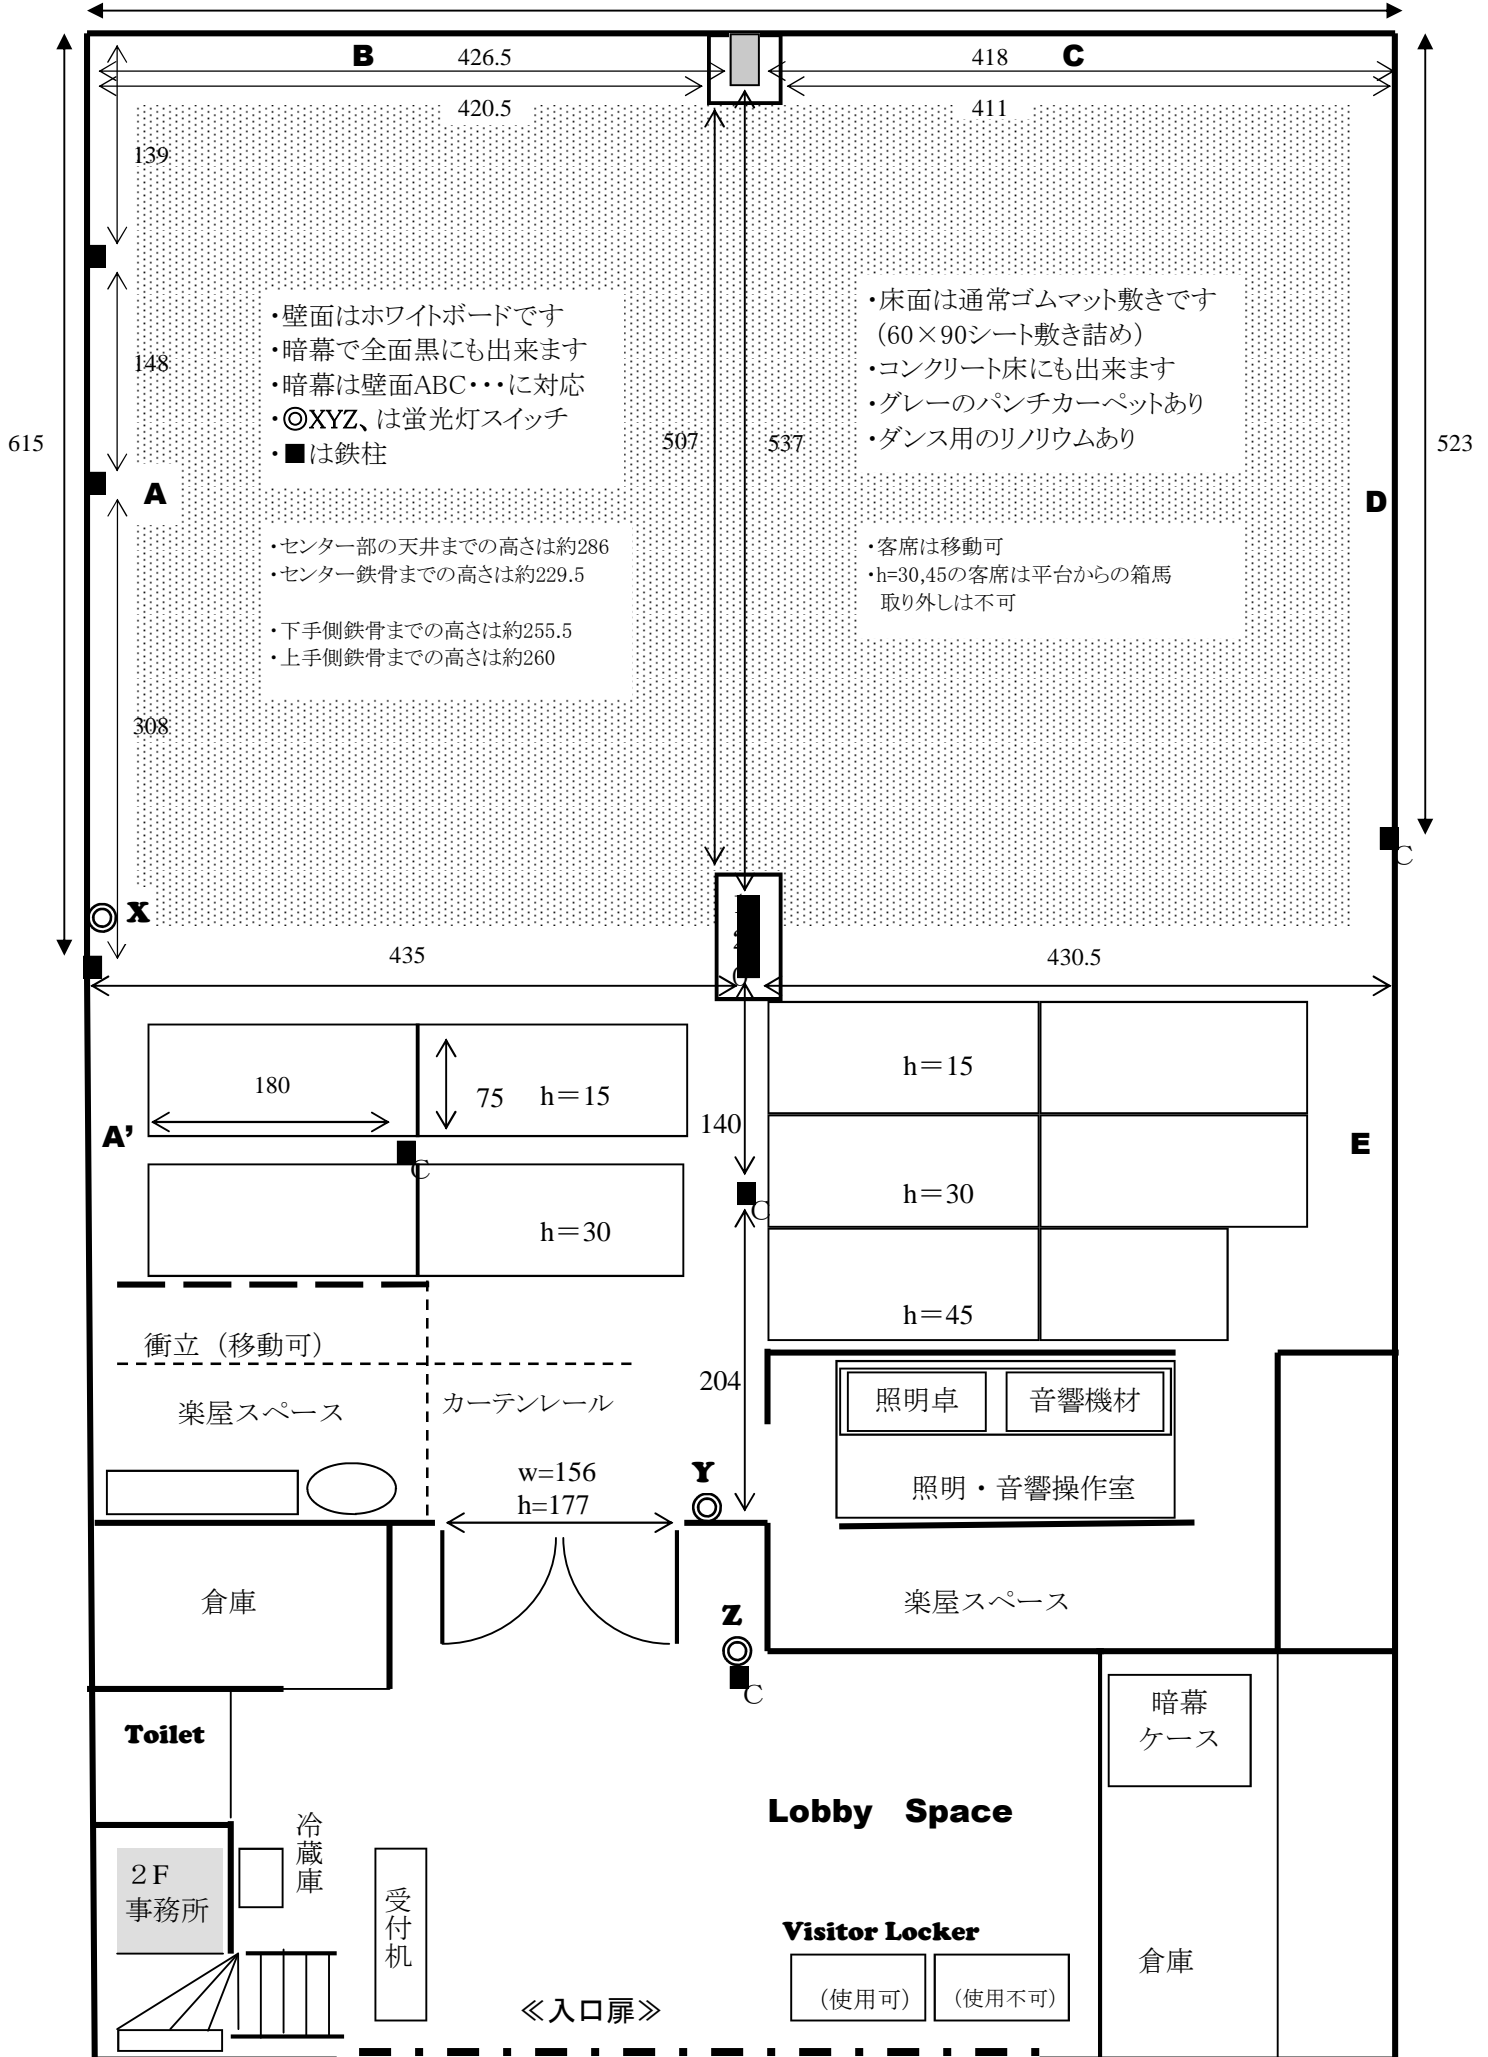 B
426.5
418
C
420.5
411
139
・壁面はホワイトボードです
・暗幕で全面黒にも出来ます
・暗幕は壁面ABC・・・に対応
・◎XYZ、は蛍光灯スイッチ
・■は鉄柱
・床面は通常ゴムマット敷きです
（60×90シート敷き詰め）
・コンクリート床にも出来ます
・グレーのパンチカーペットあり
・ダンス用のリノリウムあり
148
615
507
537
523
A
D
・センター部の天井までの高さは約286
・センター鉄骨までの高さは約229.5
・下手側鉄骨までの高さは約255.5
・上手側鉄骨までの高さは約260
・客席は移動可
・h=30,45の客席は平台からの箱馬
取り外しは不可
308
C
X
120
435
430.5
180
75
h＝15
h＝15
A’
140
E
C
h＝30
C
h＝30
h＝45
衝立（移動可）
楽屋スペース
カーテンレール
204
照明卓
音響機材
照明・音響操作室
w=156
h=177
Y
倉庫
楽屋スペース
Z
C
暗幕
ケース
Toilet
Lobby Space
冷蔵庫
２F
事務所
受付机
Visitor Locker
（使用可）
（使用不可）
倉庫
≪入口扉≫